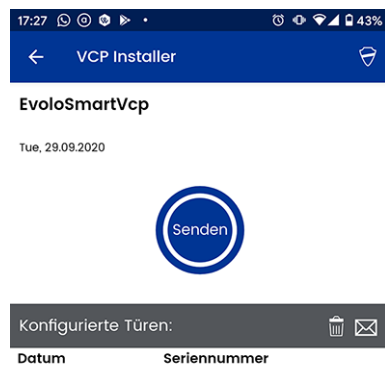 17:27 43%
VCP Installer
EvoloSmartVcp
Tue, 29.09.2020
Senden
Konfigurierte Türen:
Datum Seriennummer